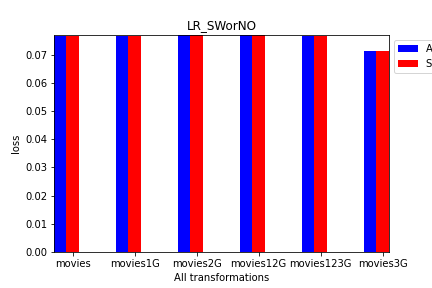 LR_SWorNO
0.07
0.06
0.05
0.04
0.03
0.02
0.01
0.00
loss
movies movies1G movies2G movies12G movies123G movies3G
All transformations
A
S